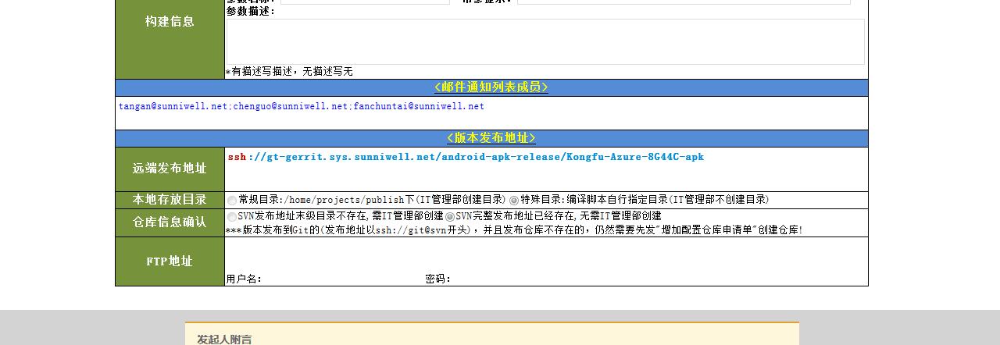 参数名称: 带参提示:
构建信息
参数描述:
*有描述写描述，无描述写无
<邮件通知列表成员>
tangan@sunniwell.net;chenguo@sunniwell.net;fanchuntai@sunniwell.net
<版本发布地址>
远端发布地址
ssh://gt-gerrit.sys.sunniwell.net/android-apk-release/Kongfu-Azure-8G44C-apk
本地存放目录
常规目录:/home/projects/publish下(IT管理部创建目录) 特殊目录:编译脚本自行指定目录(IT管理部不创建目录)
仓库信息确认
SVN发布地址末级目录不存在,需IT管理部创建 SVN完整发布地址已经存在,无需IT管理部创建
***版本发布到Git的(发布地址以ssh://git@svn开头)，并且发布仓库不存在的，仍然需要先发"增加配置仓库申请单"创建仓库!
FTP地址
用户名: 密码:
发起人附言